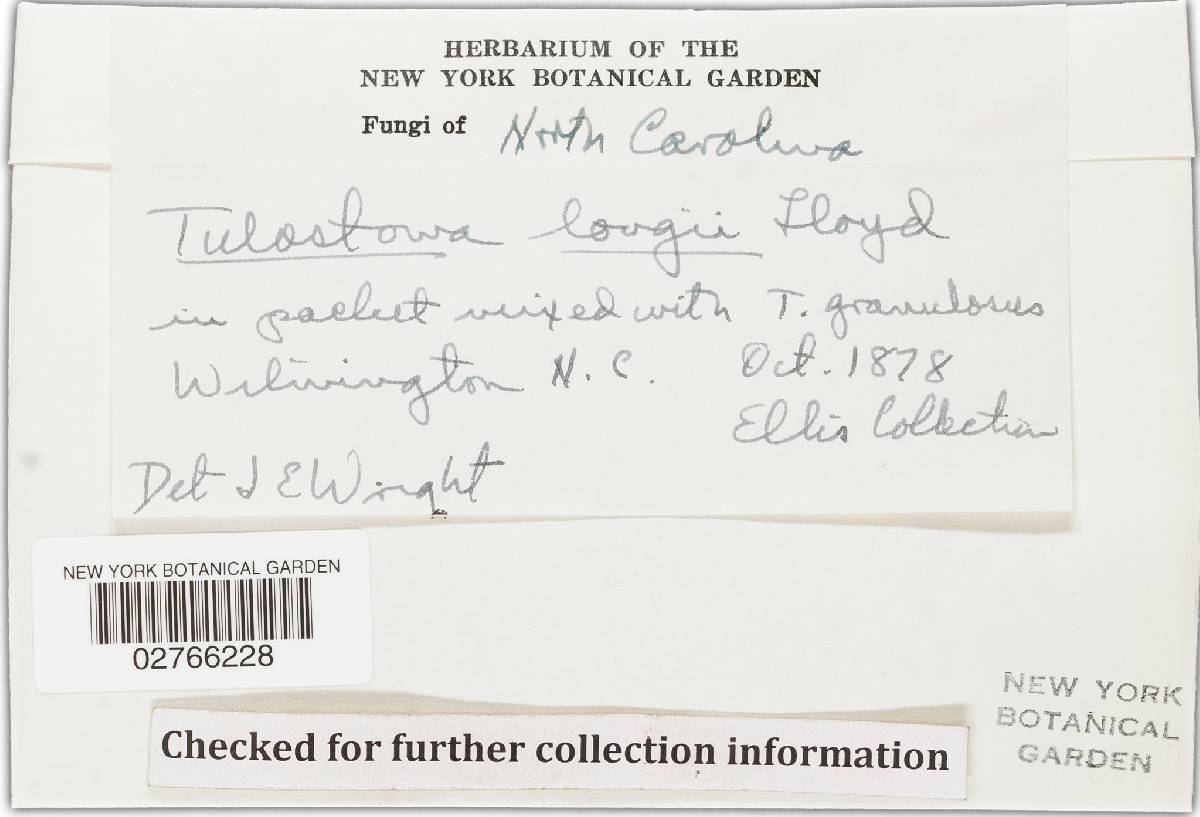 HERBARIUM OF THE
NEW YORK BOTANICAL GARDEN
Fungi of North Carolina
Tulostoma longii Lloyd
in packet mixed with T. granulosus
Wilmington N. C. Oct. 1878
Ellis Collection
Det J E Wright
NEW YORK BOTANICAL GARDEN
02766228
Checked for further collection information
NEW YORK
BOTANICAL
GARDEN